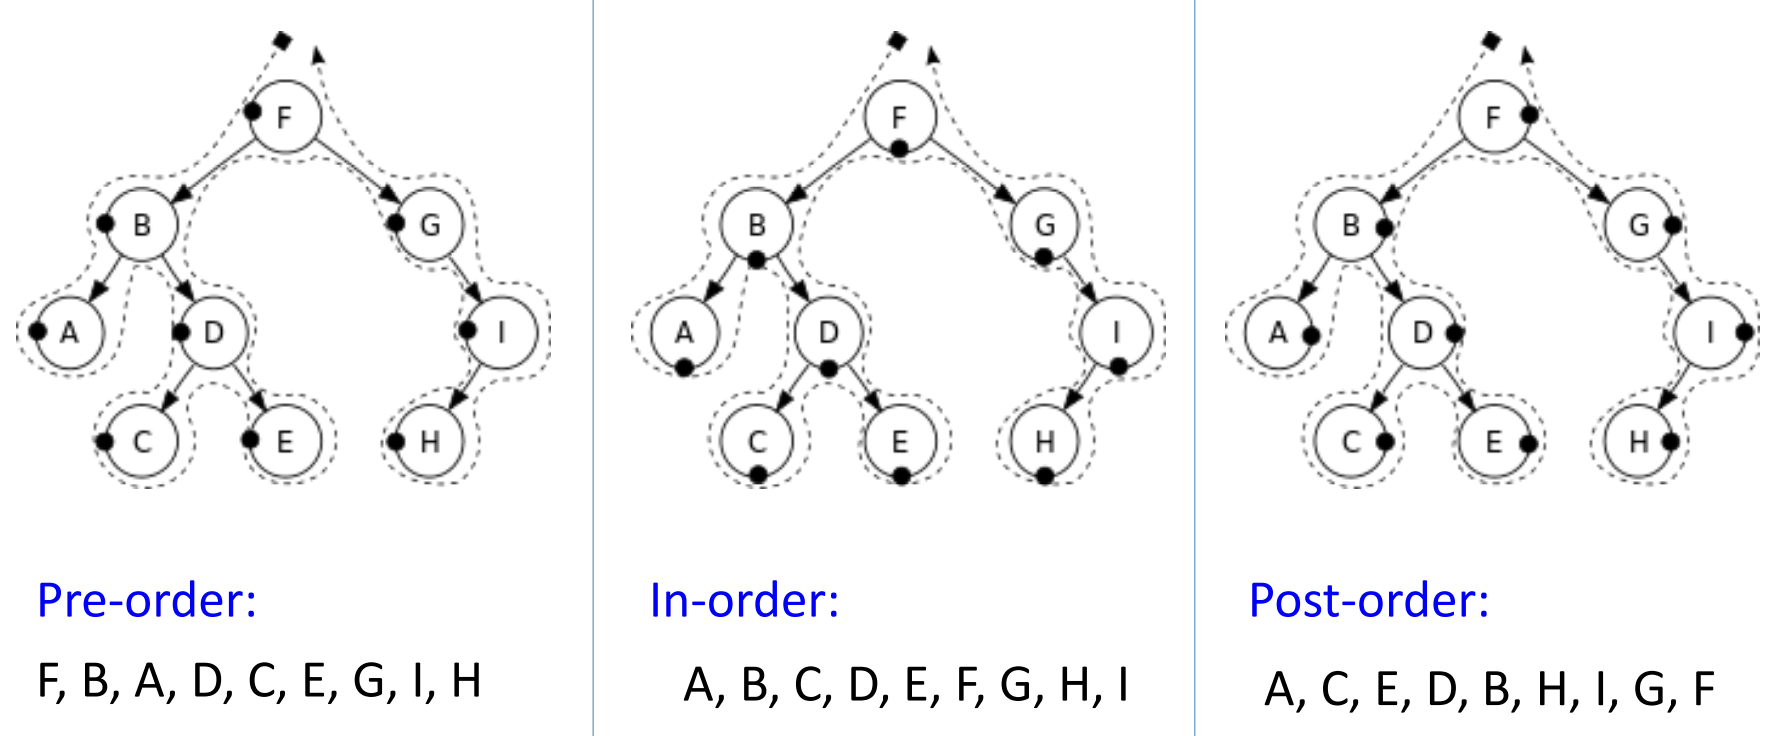 F
B
G
A
D
I
C
E
H
Pre-order:
F, B, A, D, C, E, G, I, H
F
B
G
A
D
I
C
E
H
In-order:
A, B, C, D, E, F, G, H, I
F
B
G
A
D
I
C
E
H
Post-order:
A, C, E, D, B, H, I, G, F